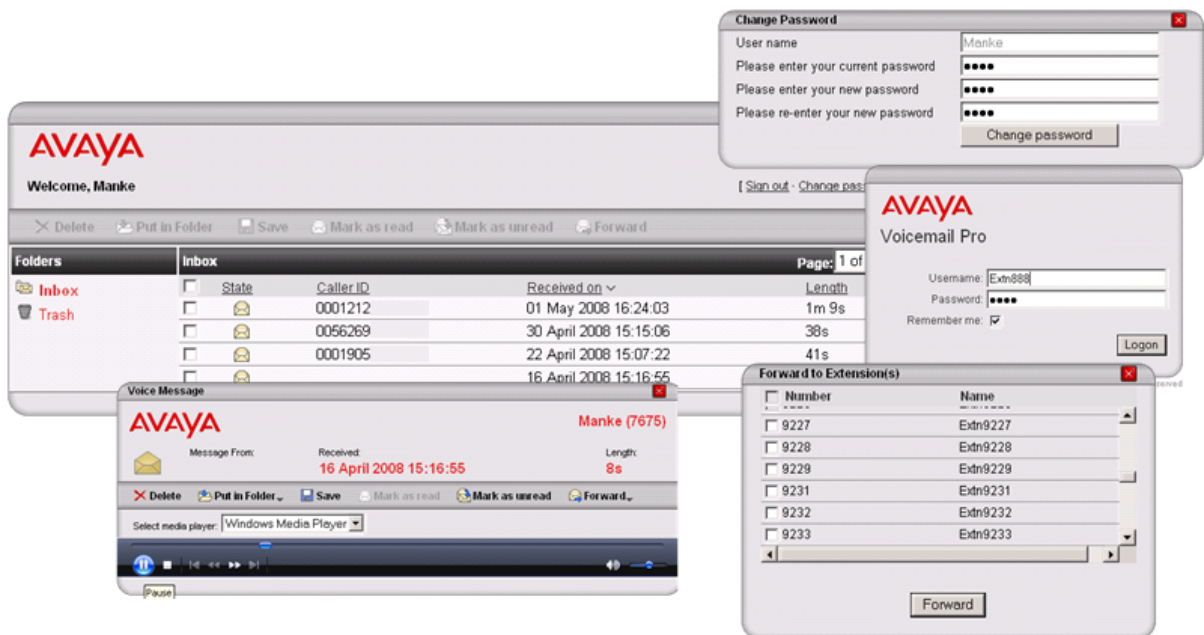 Change Password
User name Manke
Please enter your current password ●●●●
Please enter your new password ●●●●
Please re-enter your new password ●●●●
Change password
AVAYA
Welcome, Manke
[ Sign out · Change pas
Delete Put in Folder Save Mark as read Mark as unread Forward
Folders Inbox Page: 1 of
Inbox
Trash
State Caller ID Received on Length
0001212 01 May 2008 16:24:03 1m 9s
0056269 30 April 2008 15:15:06 38s
0001905 22 April 2008 15:07:22 41s
16 April 2008 15:16:55
AVAYA
Voicemail Pro
Username: Extn888
Password: ●●●●
Remember me:
Logon
erved
Voice Message
AVAYA
Manke (7675)
Message From: Received: Length:
16 April 2008 15:16:55 8s
Delete Put in Folder Save Mark as read Mark as unread Forward
Select media player: Windows Media Player
Pause
Forward to Extension(s)
Number Name
9227 Extn9227
9228 Extn9228
9229 Extn9229
9231 Extn9231
9232 Extn9232
9233 Extn9233
Forward